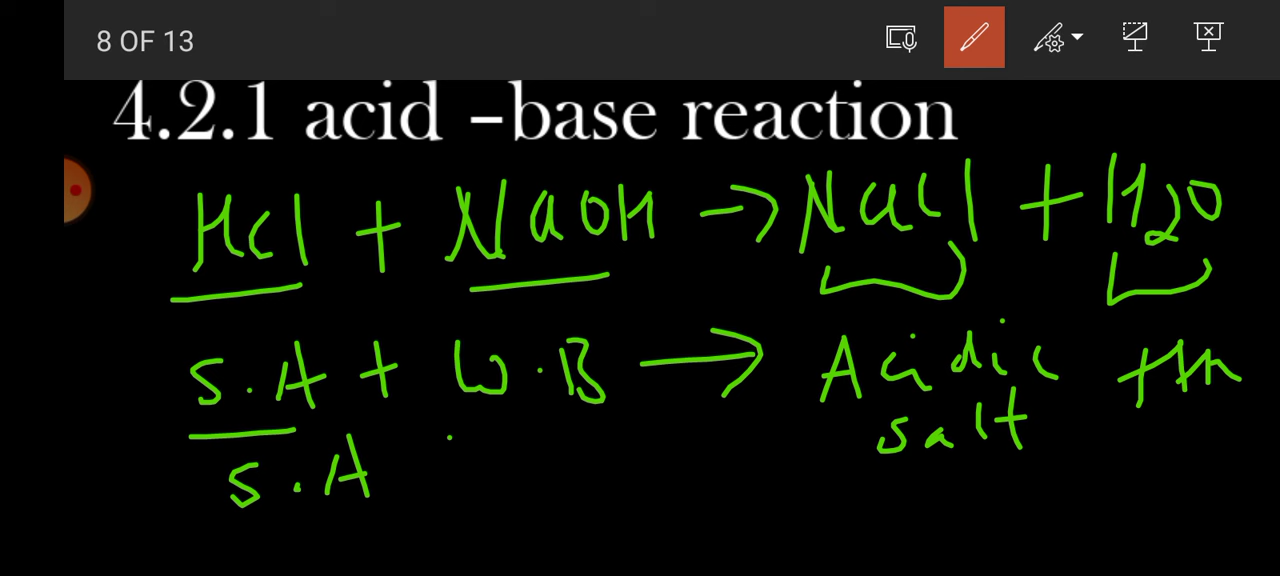 8 OF 13
4.2.1 acid –base reaction
HCl + NaOH → NaCl + H2O
S.A + W.B → Acidic +
salt
S.A